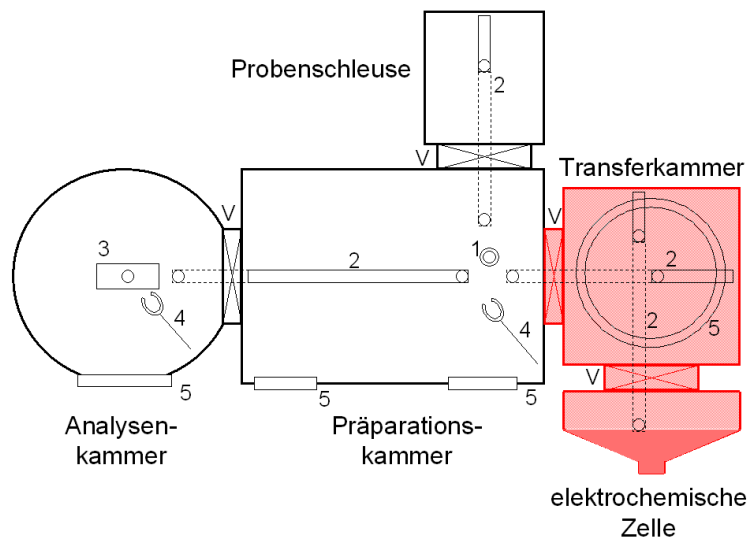 Probenschleuse
2
V
Transferkammer
V
V
3
1
2
2
4
4
2
5
V
5
5
5
Analysen-
kammer
Präparations-
kammer
elektrochemische
Zelle